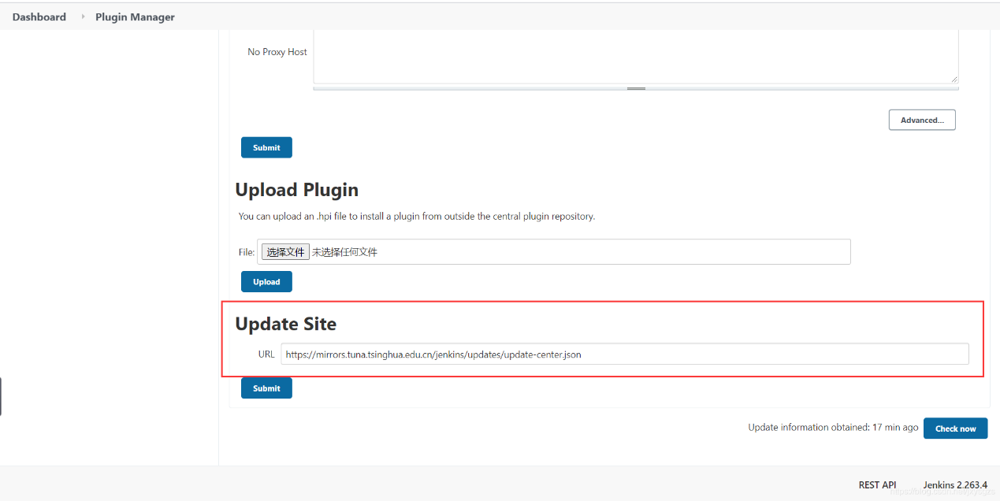 Dashboard Plugin Manager
No Proxy Host
Advanced...
Submit
Upload Plugin
You can upload an .hpi file to install a plugin from outside the central plugin repository.
File: 选择文件 未选择任何文件
Upload
Update Site
URL https://mirrors.tuna.tsinghua.edu.cn/jenkins/updates/update-center.json
Submit
Update information obtained: 17 min ago Check now
REST API Jenkins 2.263.4